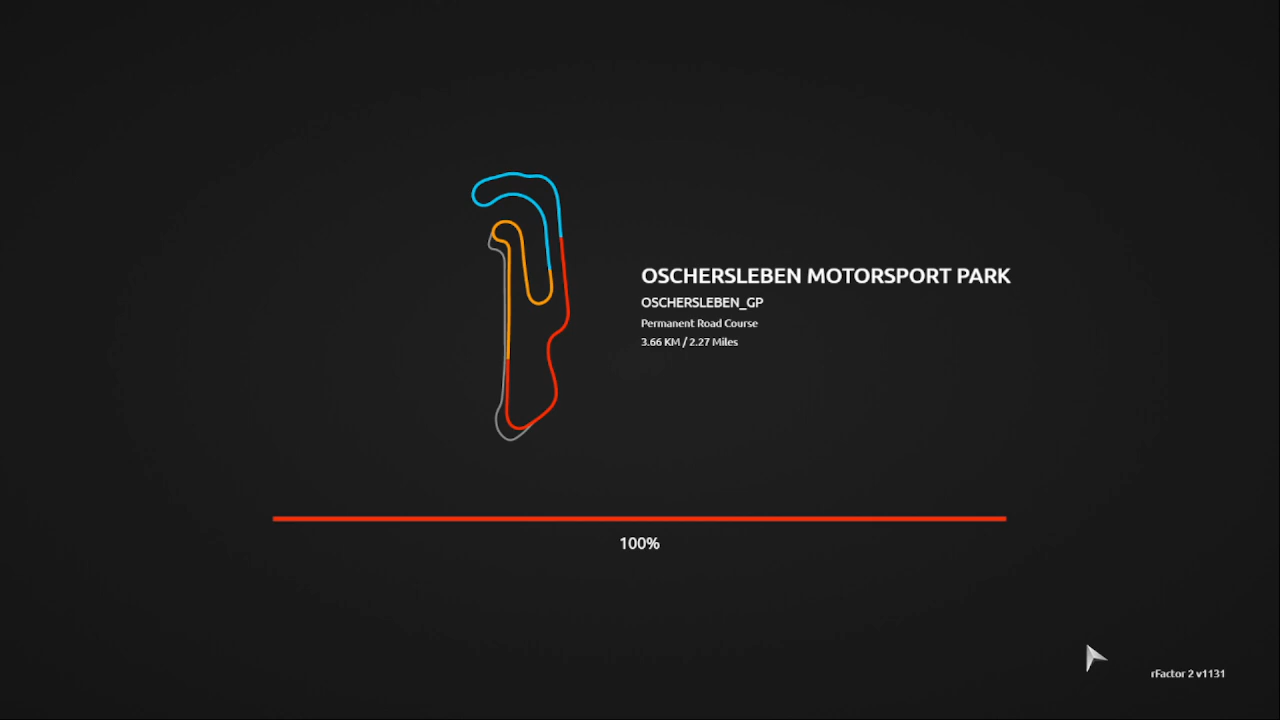 OSCHERSLEBEN MOTORSPORT PARK
OSCHERSLEBEN_GP
Permanent Road Course
3.66 KM / 2.27 Miles
100%
rFactor 2 v1131